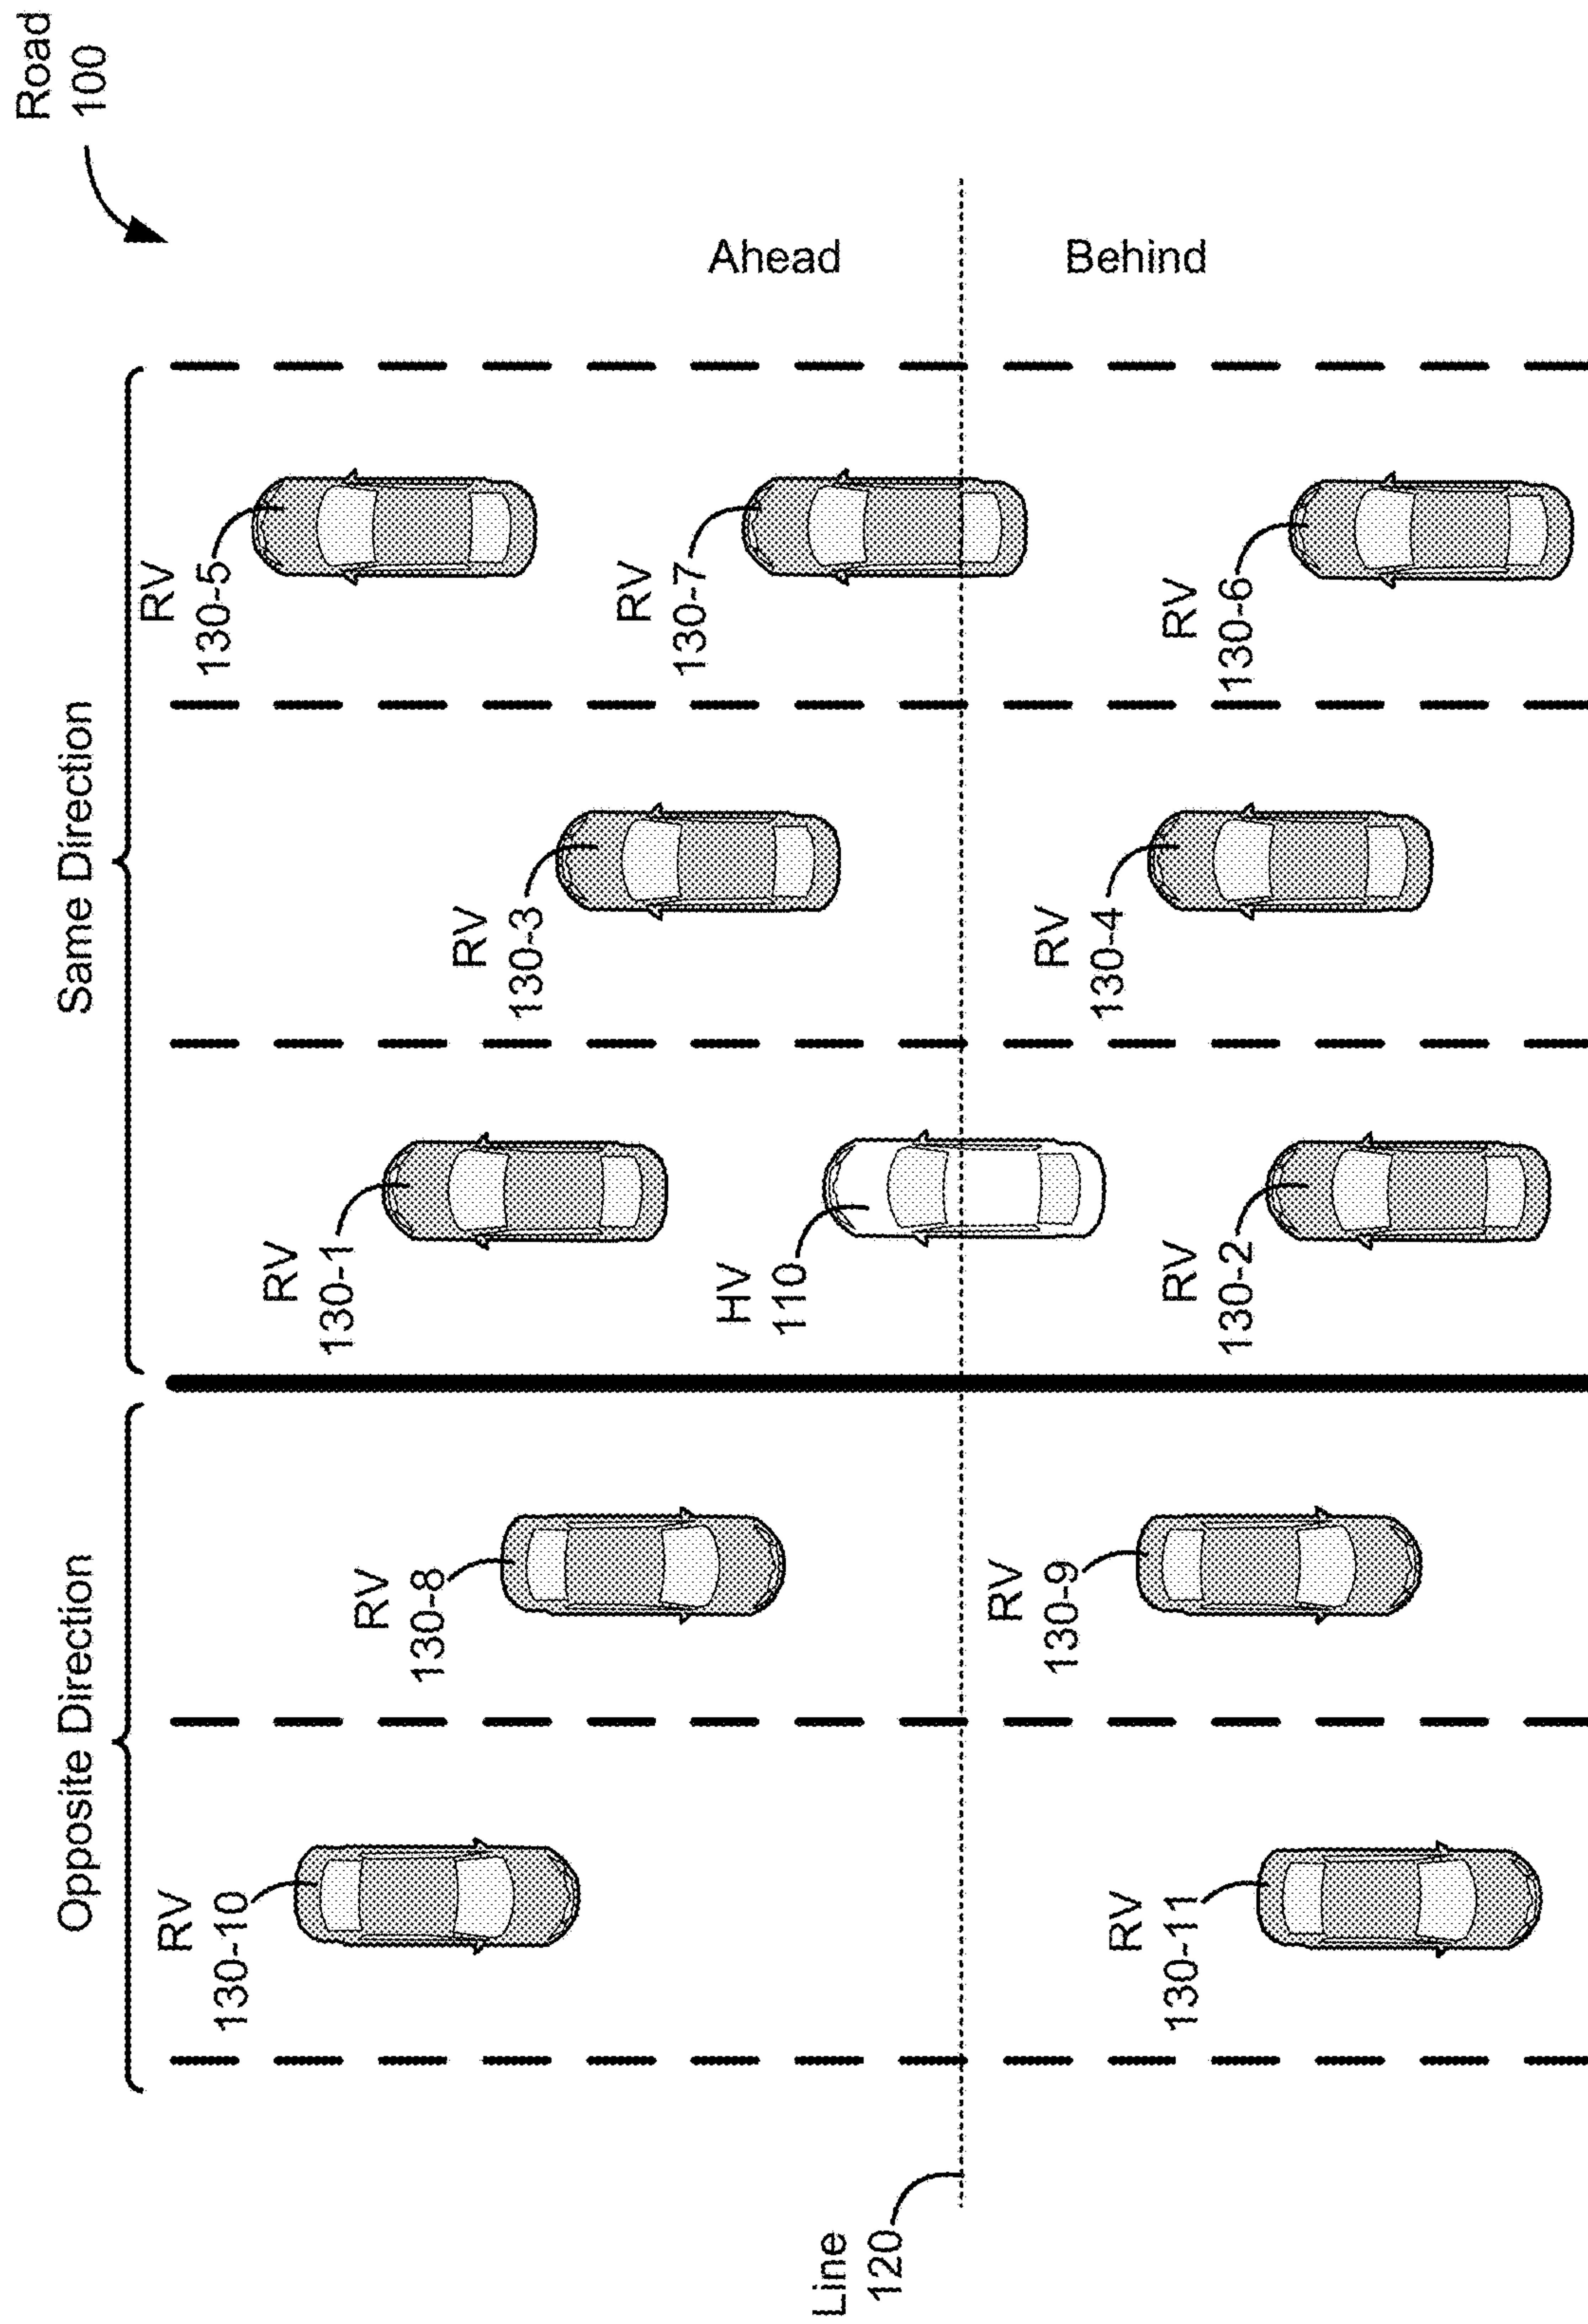 Road
100
Opposite Direction
Same Direction
RV
130-5
RV
130-10
RV
130-1
RV
130-8
RV
130-3
RV
130-7
HV
110
Ahead
Line
120
RV
130-9
RV
130-4
Behind
RV
130-11
RV
130-2
RV
130-6